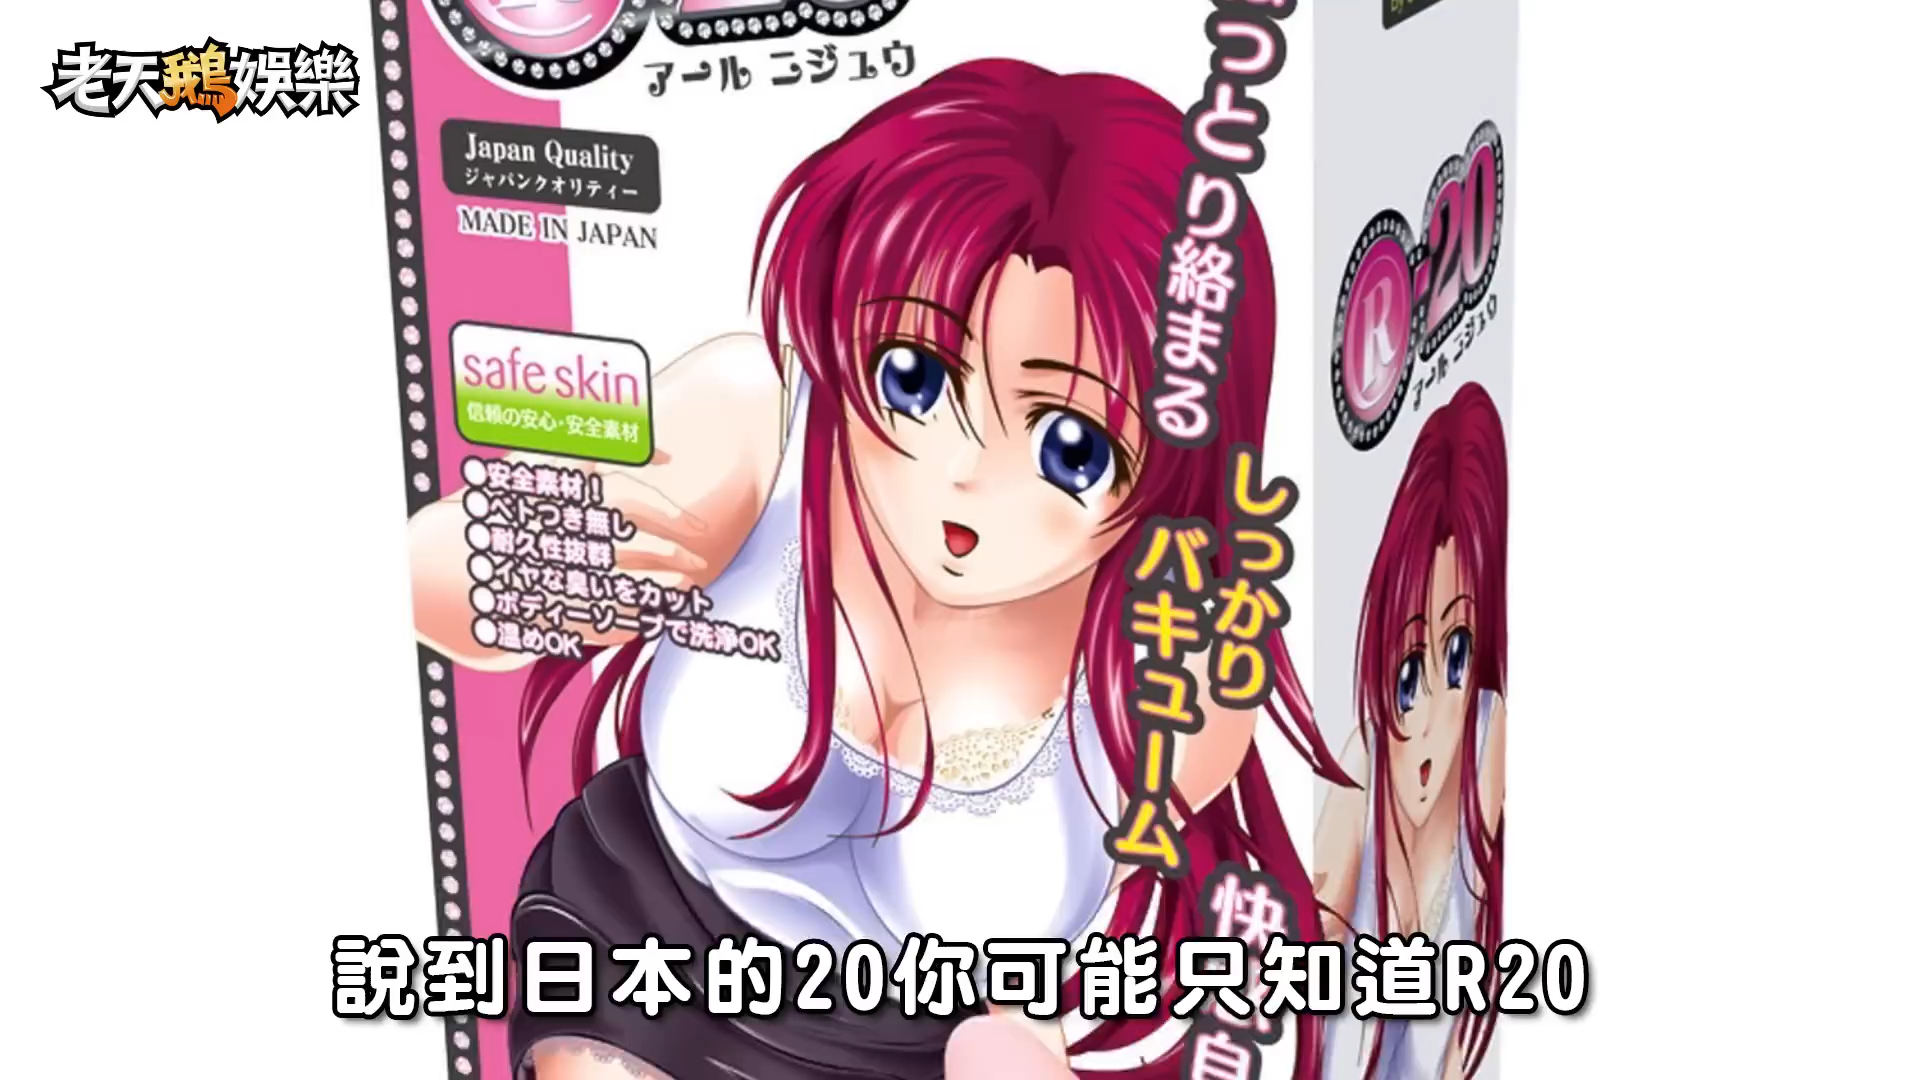 老天鵝娛樂
アール ニジュウ
Japan Quality
ジャパンクオリティー
MADE IN JAPAN
safe skin
信頼の安心・安全素材
●安全素材!
●ベトつき無し
●耐久性抜群
●イヤな臭いをカット
●ボディーソープで洗浄OK
●温めOK
っとり絡まる
しっかり
バキューム
R-20
アール ニジュウ
說到日本的20你可能只知道R20